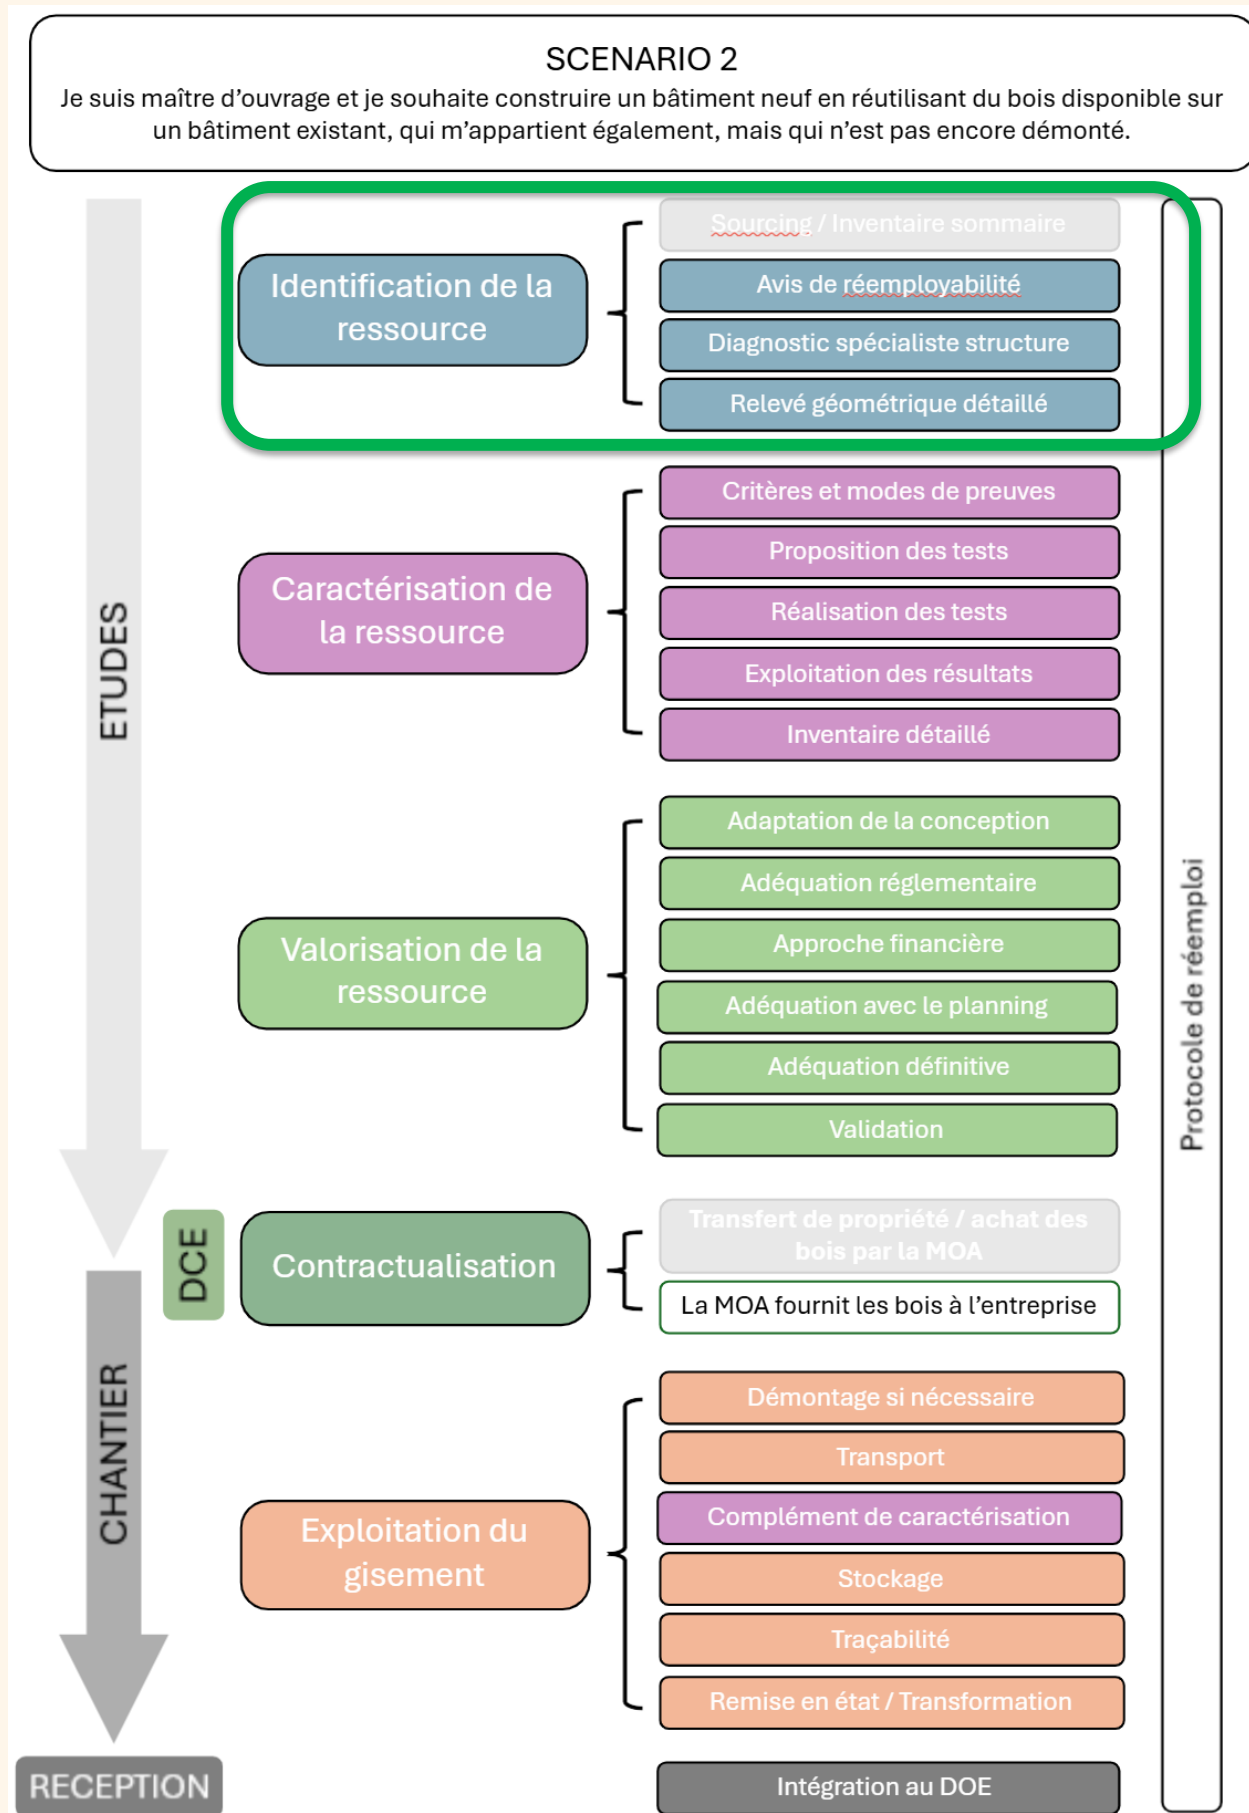 SCENARIO 2
Je suis maître d'ouvrage et je souhaite construire un bâtiment neuf en réutilisant du bois disponible sur
un bâtiment existant, qui m'appartient également, mais qui n'est pas encore démonté.
ETUDES
Identification de la
ressource
Sourcing / Inventaire sommaire
Avis de réemployabilité
Diagnostic spécialiste structure
Relevé géométrique détaillé
Caractérisation de
la ressource
Critères et modes de preuves
Proposition des tests
Réalisation des tests
Exploitation des résultats
Inventaire détaillé
Valorisation de la
ressource
Adaptation de la conception
Adéquation réglementaire
Approche financière
Adéquation avec le planning
Adéquation définitive
Validation
Protocole de réemploi
DCE
Contractualisation
Transfert de propriété / achat des
bois par la MOA
La MOA fournit les bois à l'entreprise
CHANTIER
Exploitation du
gisement
Démontage si nécessaire
Transport
Complément de caractérisation
Stockage
Traçabilité
Remise en état / Transformation
RECEPTION
Intégration au DOE